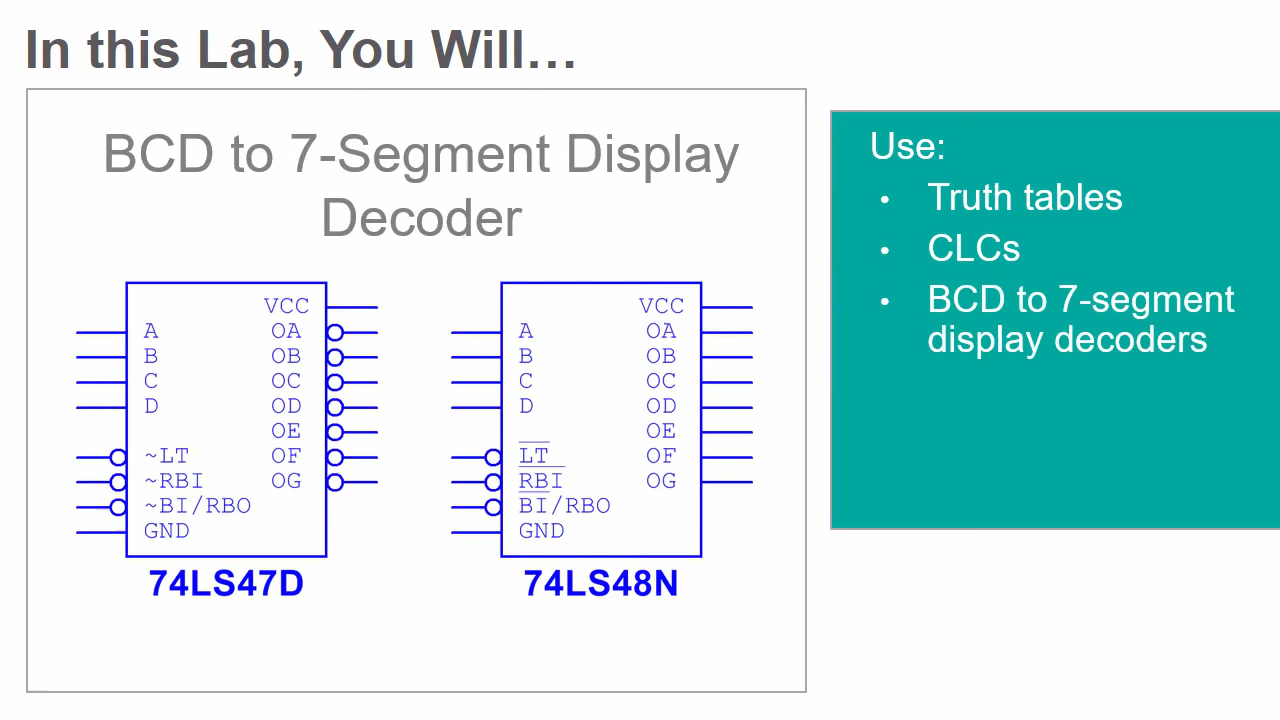 In this Lab, You Will…
BCD to 7-Segment Display
Decoder
VCC
A OA
B OB
C OC
D OD
OE
~LT OF
~RBI OG
~BI/RBO
GND
74LS47D
VCC
A OA
B OB
C OC
D OD
OE
LT OF
RBI OG
BI/RBO
GND
74LS48N
Use:
• Truth tables
• CLCs
• BCD to 7-segment
display decoders